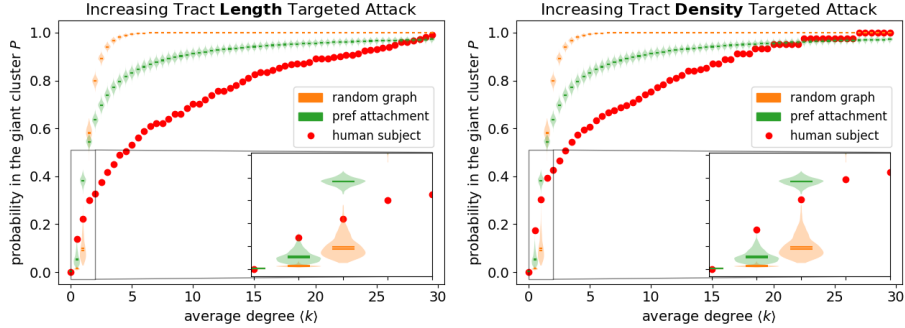 Increasing Tract Length Targeted Attack
probability in the giant cluster P
1.0
0.8
0.6
0.4
0.2
0.0
random graph
pref attachment
human subject
0 5 10 15 20 25 30
average degree ⟨k⟩
Increasing Tract Density Targeted Attack
probability in the giant cluster P
1.0
0.8
0.6
0.4
0.2
0.0
random graph
pref attachment
human subject
0 5 10 15 20 25 30
average degree ⟨k⟩